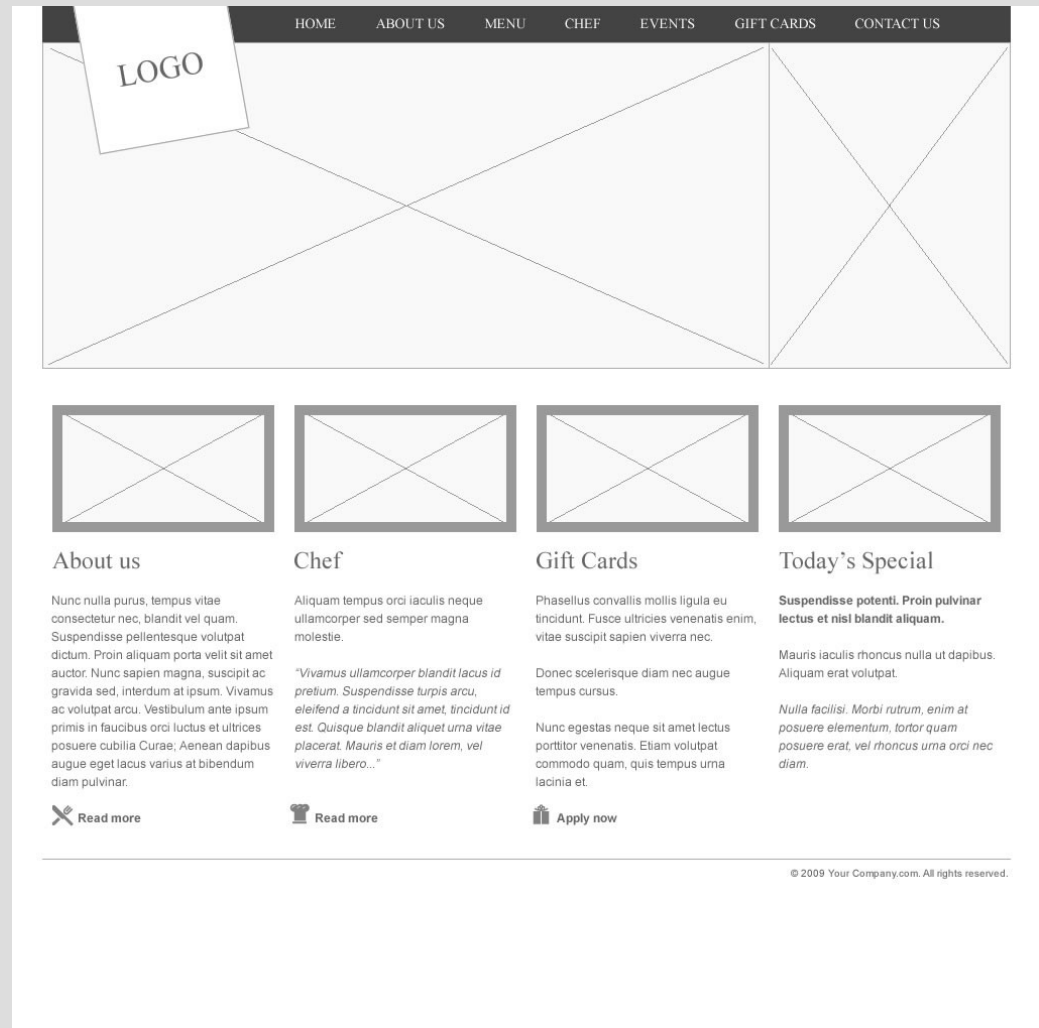 LOGO
HOME ABOUT US MENU CHEF EVENTS GIFT CARDS CONTACT US
About us
Nunc nulla purus, tempus vitae
consectetur nec, blandit vel quam.
Suspendisse pellentesque volutpat
dictum. Proin aliquam porta velit sit amet
auctor. Nunc sapien magna, suscipit ac
gravida sed, interdum at ipsum. Vivamus
ac volutpat arcu. Vestibulum ante ipsum
primis in faucibus orci luctus et ultrices
posuere cubilia Curae; Aenean dapibus
augue eget lacus varius at bibendum
diam pulvinar.
Read more
Chef
Aliquam tempus orci iaculis neque
ullamcorper sed semper magna
molestie.
“Vivamus ullamcorper blandit lacus id
pretium. Suspendisse turpis arcu,
eleifend a tincidunt sit amet, tincidunt id
est. Quisque blandit aliquet urna vitae
placerat. Mauris et diam lorem, vel
viverra libero...”
Read more
Gift Cards
Phasellus convallis mollis ligula eu
tincidunt. Fusce ultricies venenatis enim,
vitae suscipit sapien viverra nec.
Donec scelerisque diam nec augue
tempus cursus.
Nunc egestas neque sit amet lectus
porttitor venenatis. Etiam volutpat
commodo quam, quis tempus urna
lacinia et.
Apply now
Today’s Special
Suspendisse potenti. Proin pulvinar
lectus et nisl blandit aliquam.
Mauris iaculis rhoncus nulla ut dapibus.
Aliquam erat volutpat.
Nulla facilisi. Morbi rutrum, enim at
posuere elementum, tortor quam
posuere erat, vel rhoncus urna orci nec
diam.
© 2009 Your Company.com. All rights reserved.